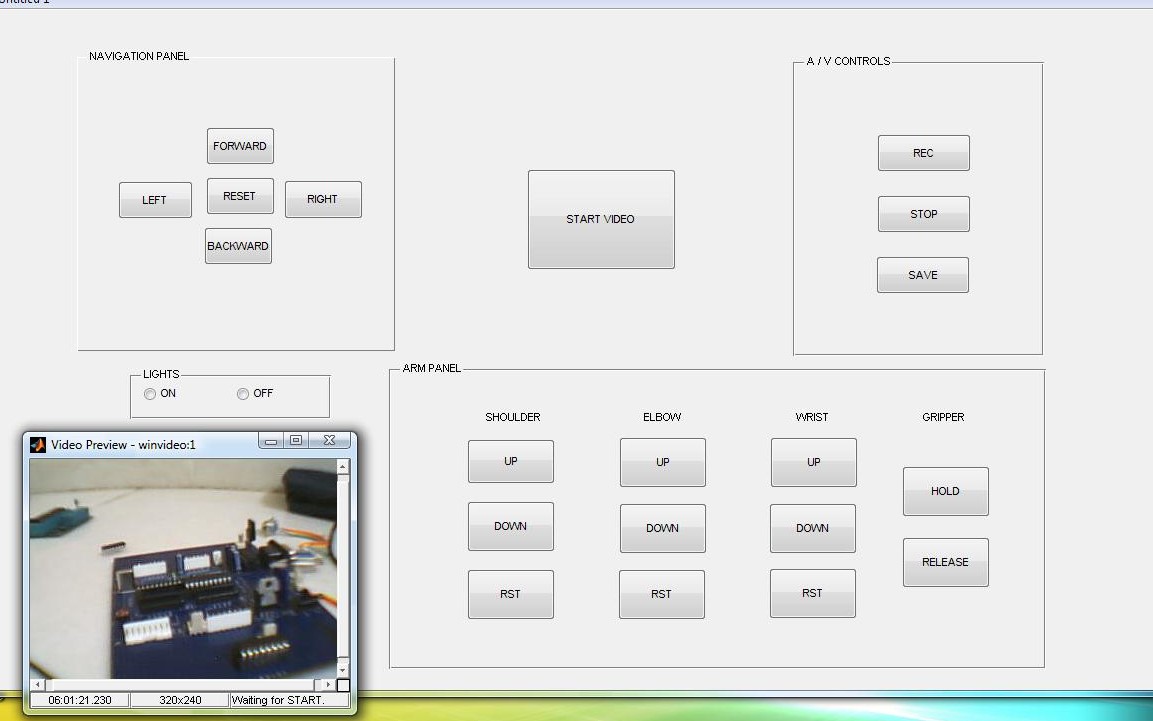 Untitled 1
NAVIGATION PANEL
FORWARD
LEFT
RESET
RIGHT
BACKWARD
START VIDEO
A / V CONTROLS
REC
STOP
SAVE
LIGHTS
ON
OFF
ARM PANEL
SHOULDER
ELBOW
WRIST
GRIPPER
UP
UP
UP
HOLD
DOWN
DOWN
DOWN
RELEASE
RST
RST
RST
Video Preview - winvideo:1
06:01:21.230
320x240
Waiting for START.